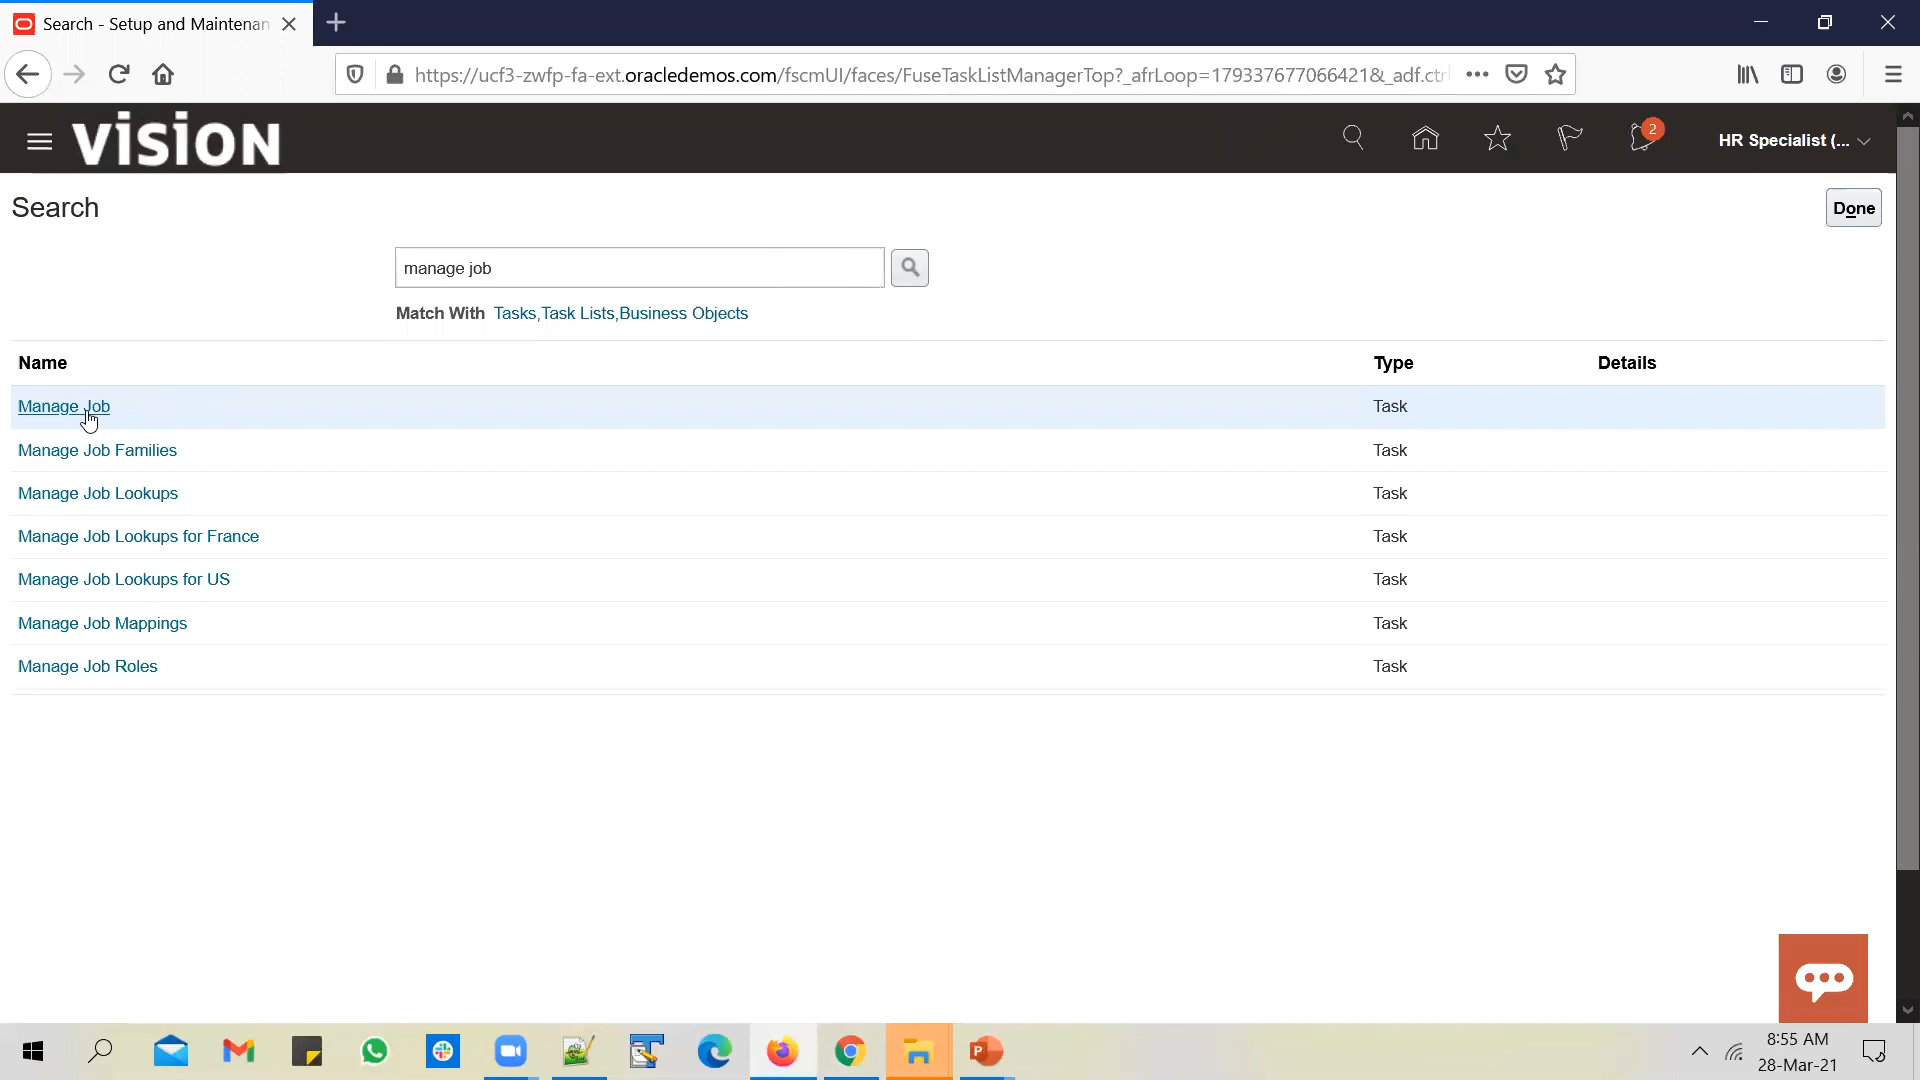 Search - Setup and Maintenan
https://ucf3-zwfp-fa-ext.oracledemos.com/fscmUI/faces/FuseTaskListManagerTop?_afrLoop=179337677066421&_adf.ctr
vision
2
HR Specialist (...
Search
Done
manage job
Match With Tasks,Task Lists,Business Objects
Name Type Details
Manage Job Task
Manage Job Families Task
Manage Job Lookups Task
Manage Job Lookups for France Task
Manage Job Lookups for US Task
Manage Job Mappings Task
Manage Job Roles Task
8:55 AM
28-Mar-21